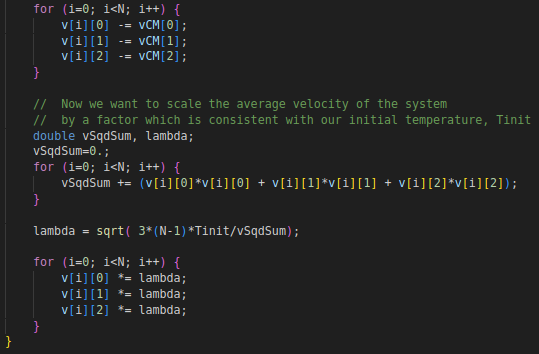 for (i=0; i<N; i++) {
v[i][0] -= vCM[0];
v[i][1] -= vCM[1];
v[i][2] -= vCM[2];
}
//  Now we want to scale the average velocity of the system
//  by a factor which is consistent with our initial temperature, Tinit
double vSqdSum, lambda;
vSqdSum=0.;
for (i=0; i<N; i++) {
vSqdSum += (v[i][0]*v[i][0] + v[i][1]*v[i][1] + v[i][2]*v[i][2]);
}
lambda = sqrt( 3*(N-1)*Tinit/vSqdSum);
for (i=0; i<N; i++) {
v[i][0] *= lambda;
v[i][1] *= lambda;
v[i][2] *= lambda;
}
}